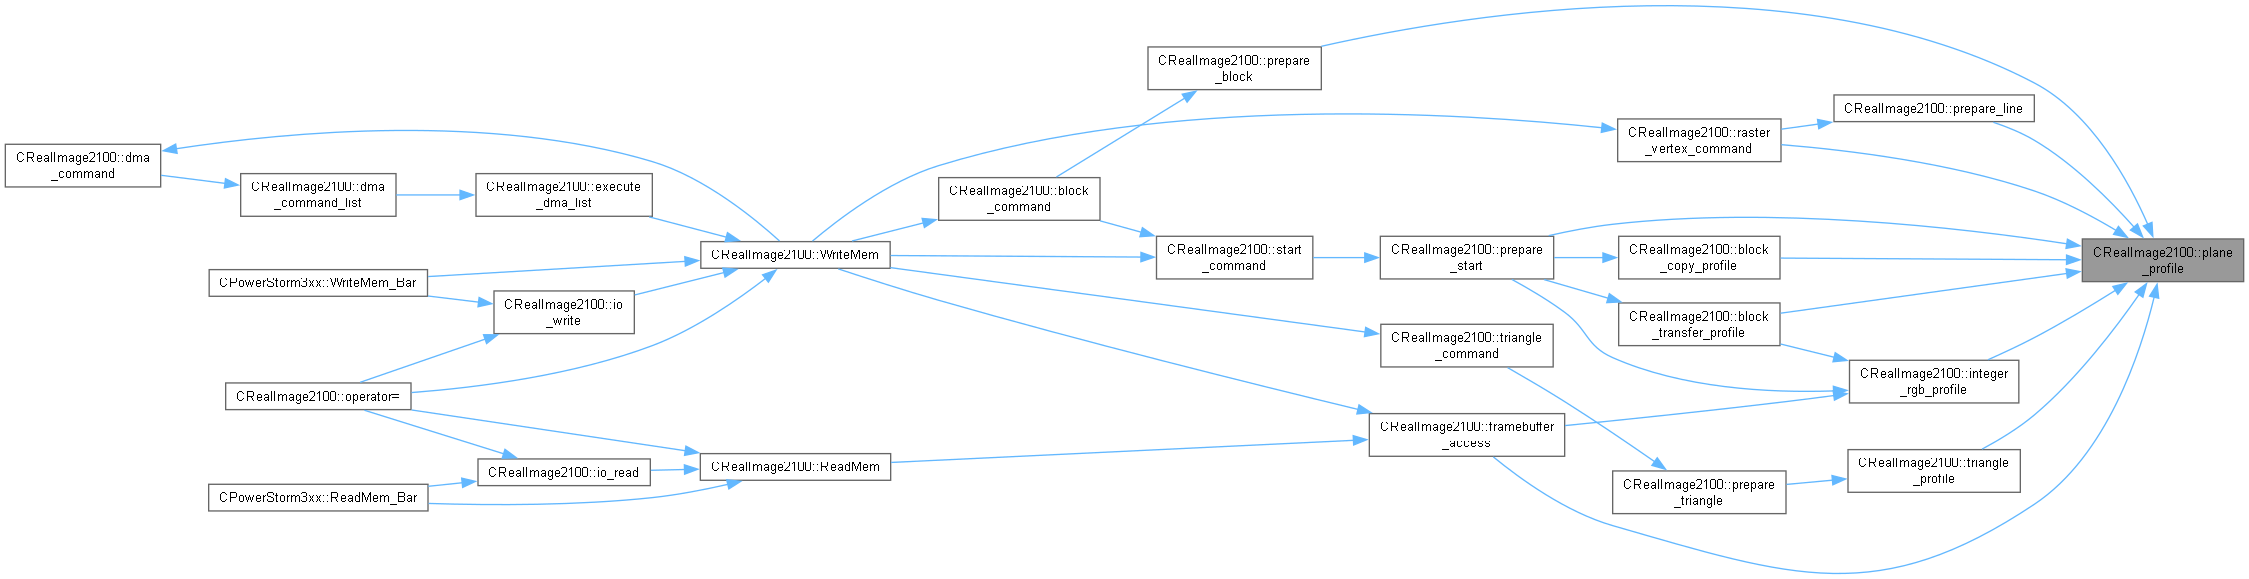 CRealImage2100::dma
_command
CRealImage2100::dma
_command_list
CRealImage2100::execute
_dma_list
CPowerStorm3xx::WriteMem_Bar
CRealImage2100::io
_write
CRealImage2100::operator=
CRealImage2100::io_read
CPowerStorm3xx::ReadMem_Bar
CRealImage2100::WriteMem
CRealImage2100::ReadMem
CRealImage2100::prepare
_block
CRealImage2100::block
_command
CRealImage2100::start
_command
CRealImage2100::prepare
_start
CRealImage2100::triangle
_command
CRealImage2100::framebuffer
_access
CRealImage2100::prepare_line
CRealImage2100::raster
_vertex_command
CRealImage2100::block
_copy_profile
CRealImage2100::block
_transfer_profile
CRealImage2100::integer
_rgb_profile
CRealImage2100::triangle
_profile
CRealImage2100::prepare
_triangle
CRealImage2100::plane
_profile